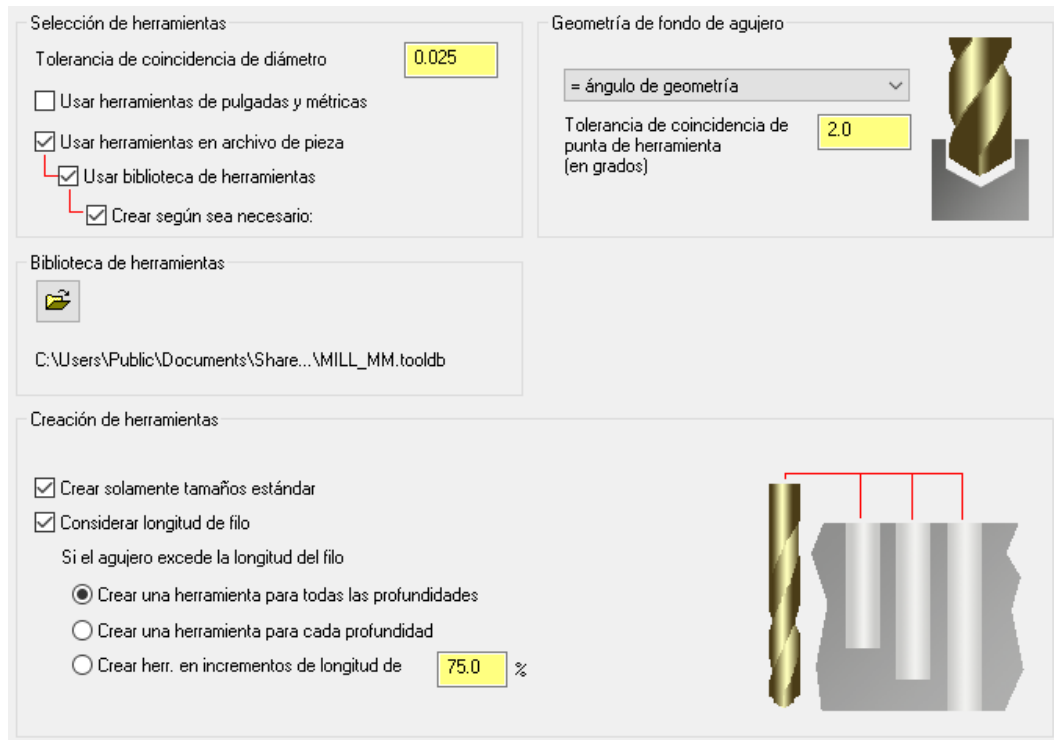 Selección de herramientas
Tolerancia de coincidencia de diámetro 0.025
Usar herramientas de pulgadas y métricas
Usar herramientas en archivo de pieza
Usar biblioteca de herramientas
Crear según sea necesario:
Geometría de fondo de agujero
= ángulo de geometría
Tolerancia de coincidencia de 2.0
punta de herramienta
(en grados)
Biblioteca de herramientas
C:\Users\Public\Documents\Share...\MILL_MM.tooldb
Creación de herramientas
Crear solamente tamaños estándar
Considerar longitud de filo
Si el agujero excede la longitud del filo
Crear una herramienta para todas las profundidades
Crear una herramienta para cada profundidad
Crear herr. en incrementos de longitud de 75.0 %